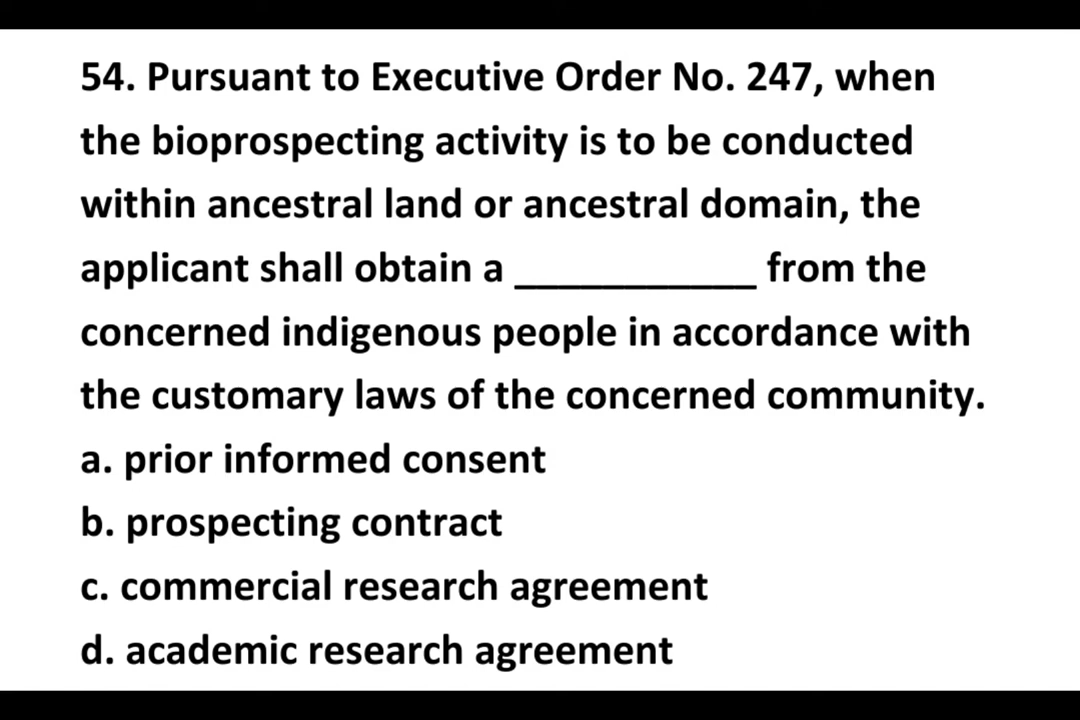 54. Pursuant to Executive Order No. 247, when
the bioprospecting activity is to be conducted
within ancestral land or ancestral domain, the
applicant shall obtain a ____________ from the
concerned indigenous people in accordance with
the customary laws of the concerned community.
a. prior informed consent
b. prospecting contract
c. commercial research agreement
d. academic research agreement